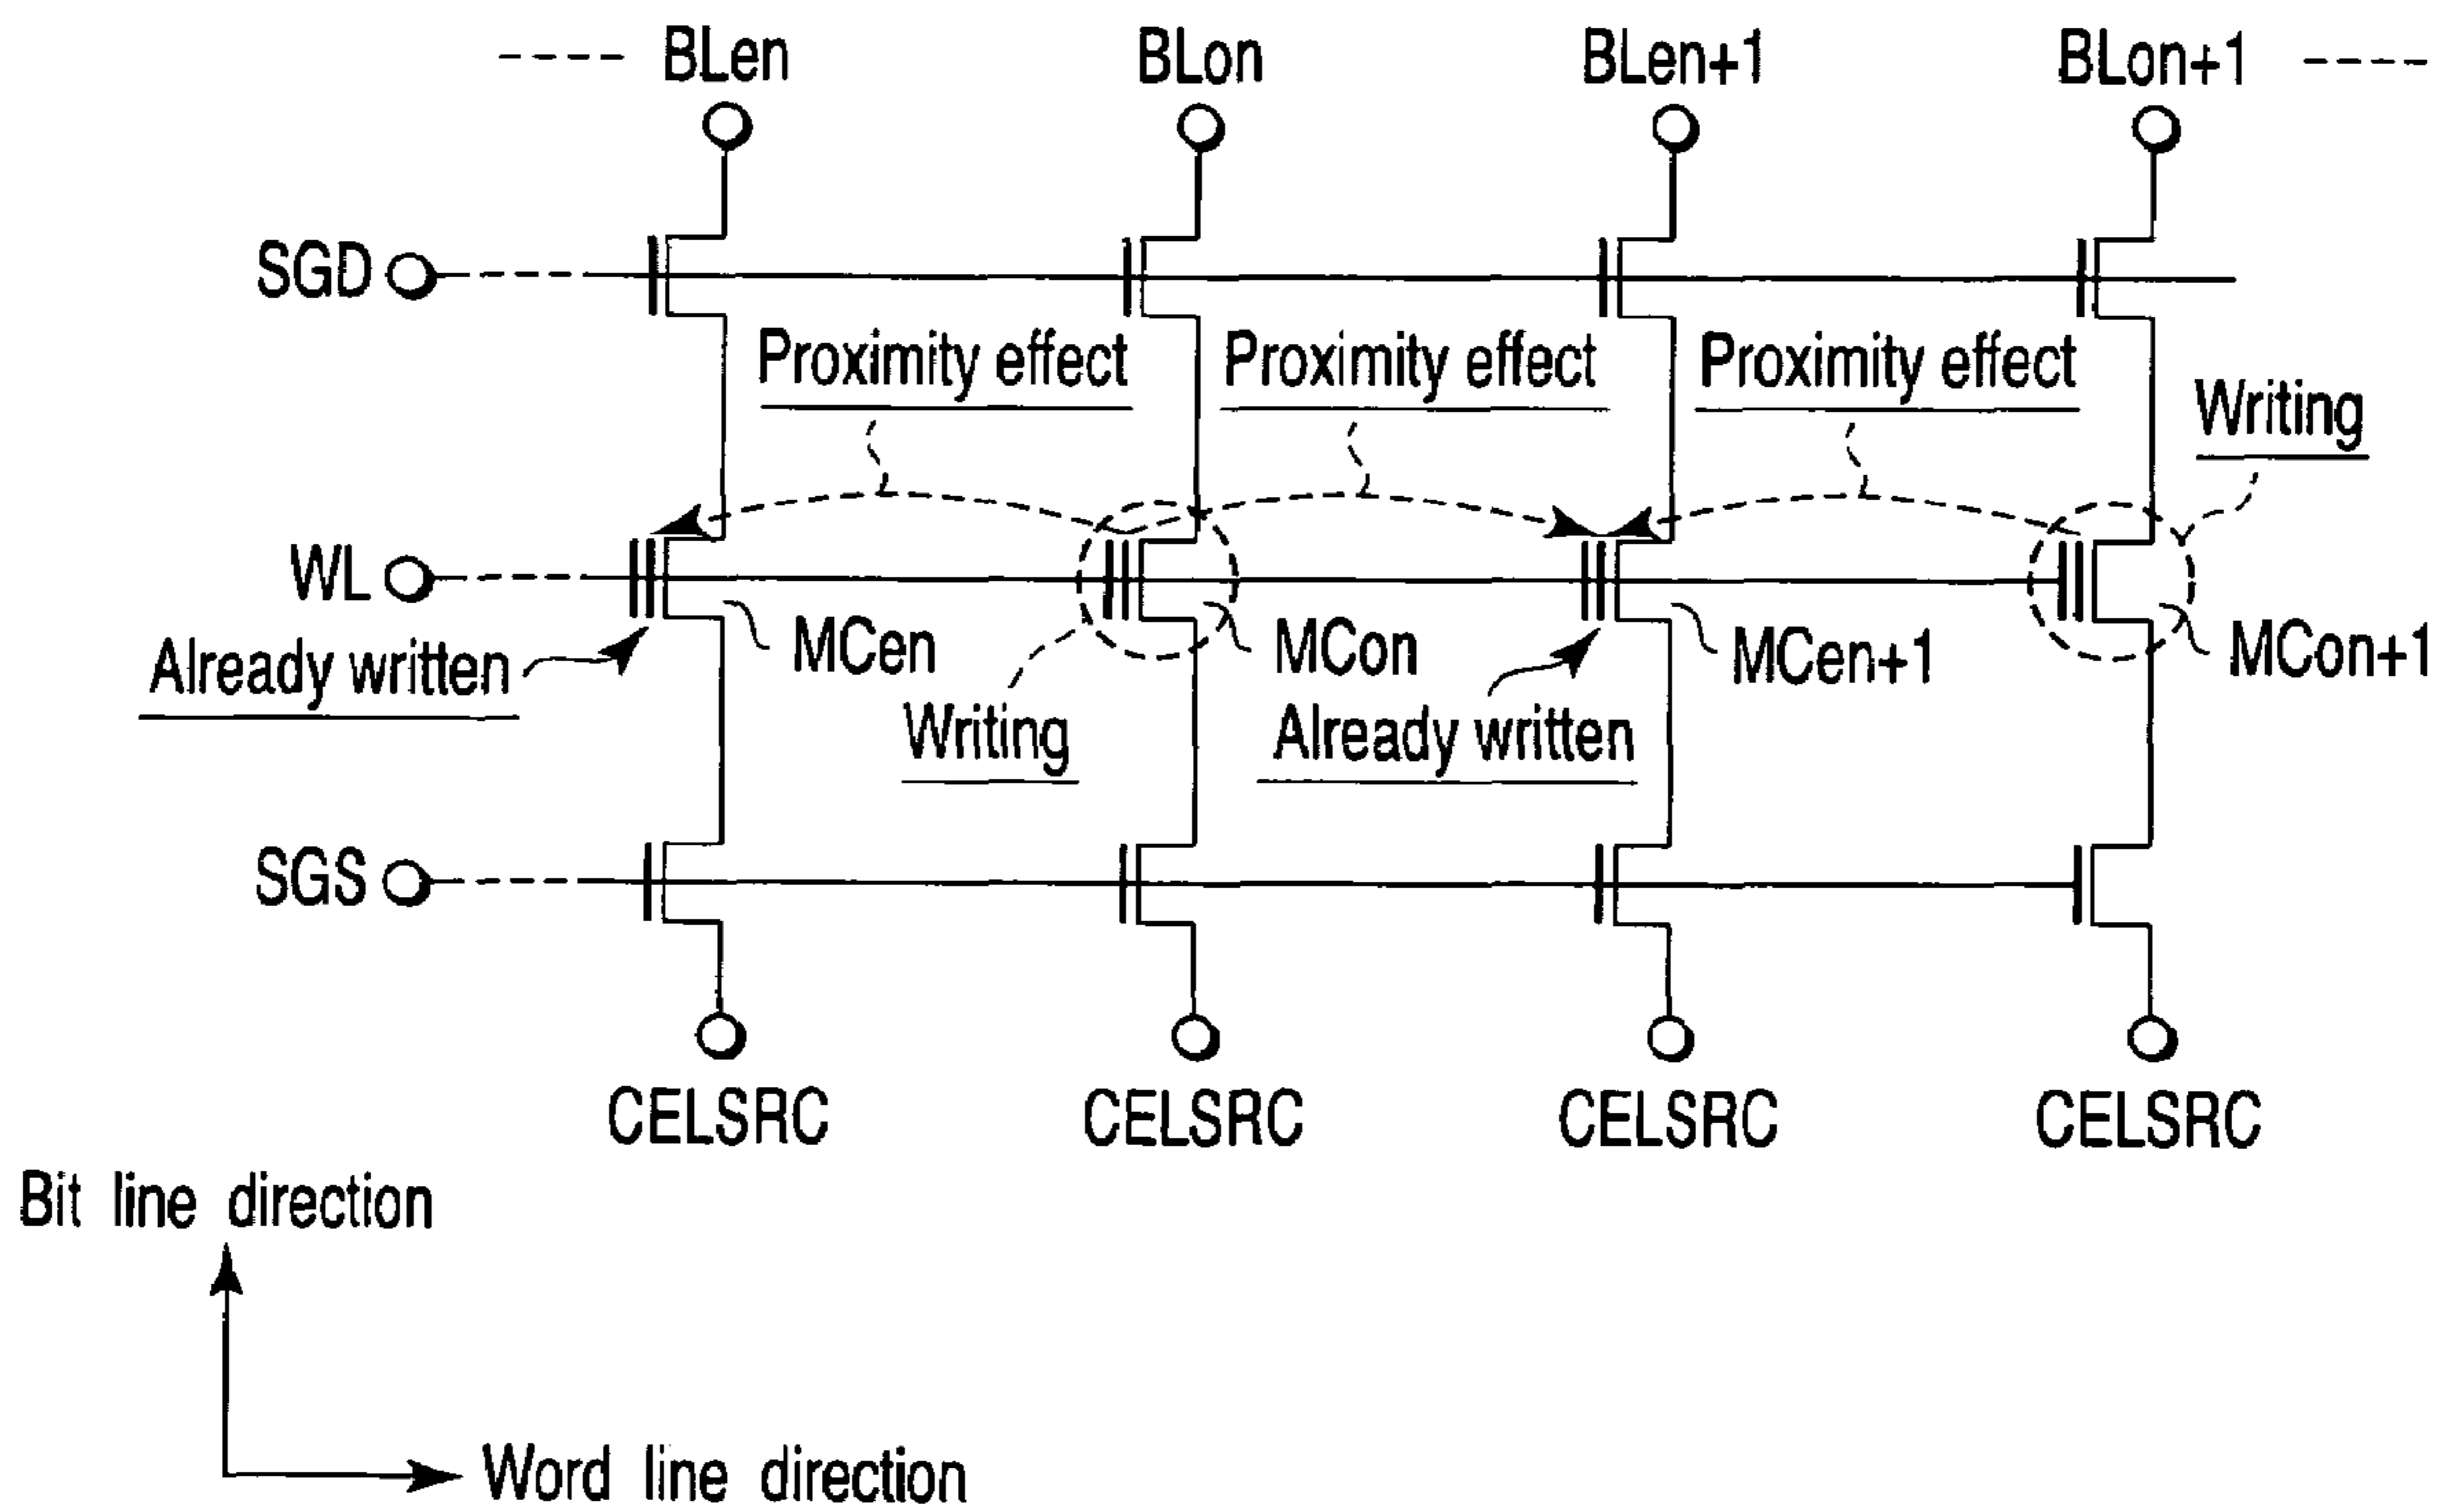 BLen BLon BLen+1 BLon+1
SGD
Proximity effect Proximity effect Proximity effect
Writing
WL
MCen MCon MCen+1 MCon+1
Already written
Writing Already written
SGS
CELSRC CELSRC CELSRC CELSRC
Bit line direction
Word line direction